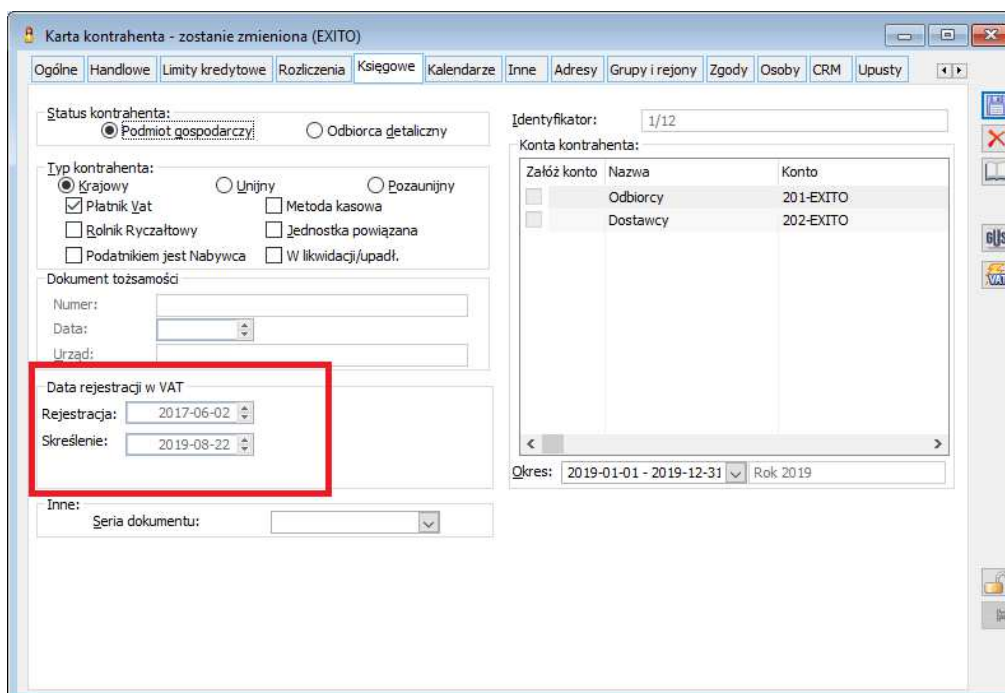 Karta kontrahenta - zostanie zmieniona (EXITO)
Ogólne Handlowe Limity kredytowe Rozliczenia Księgowe Kalendarze Inne Adresy Grupy i rejony Zgody Osoby CRM Upusty
Status kontrahenta:
Podmiot gospodarczy Odbiorca detaliczny
Typ kontrahenta:
Krajowy Unijny Pozaunijny
Płatnik Vat Metoda kasowa
Rolnik Ryczałtowy Jednostka powiązana
Podatnikiem jest Nabywca W likwidacji/upadł.
Dokument tożsamości
Numer:
Data:
Urząd:
Data rejestracji w VAT
Rejestracja: 2017-06-02
Skreślenie: 2019-08-22
Inne:
Seria dokumentu:
Identyfikator: 1/12
Konta kontrahenta:
Załóż konto Nazwa Konto
Odbiorcy 201-EXITO
Dostawcy 202-EXITO
Okres: 2019-01-01 - 2019-12-31 Rok 2019
GUS
VAT